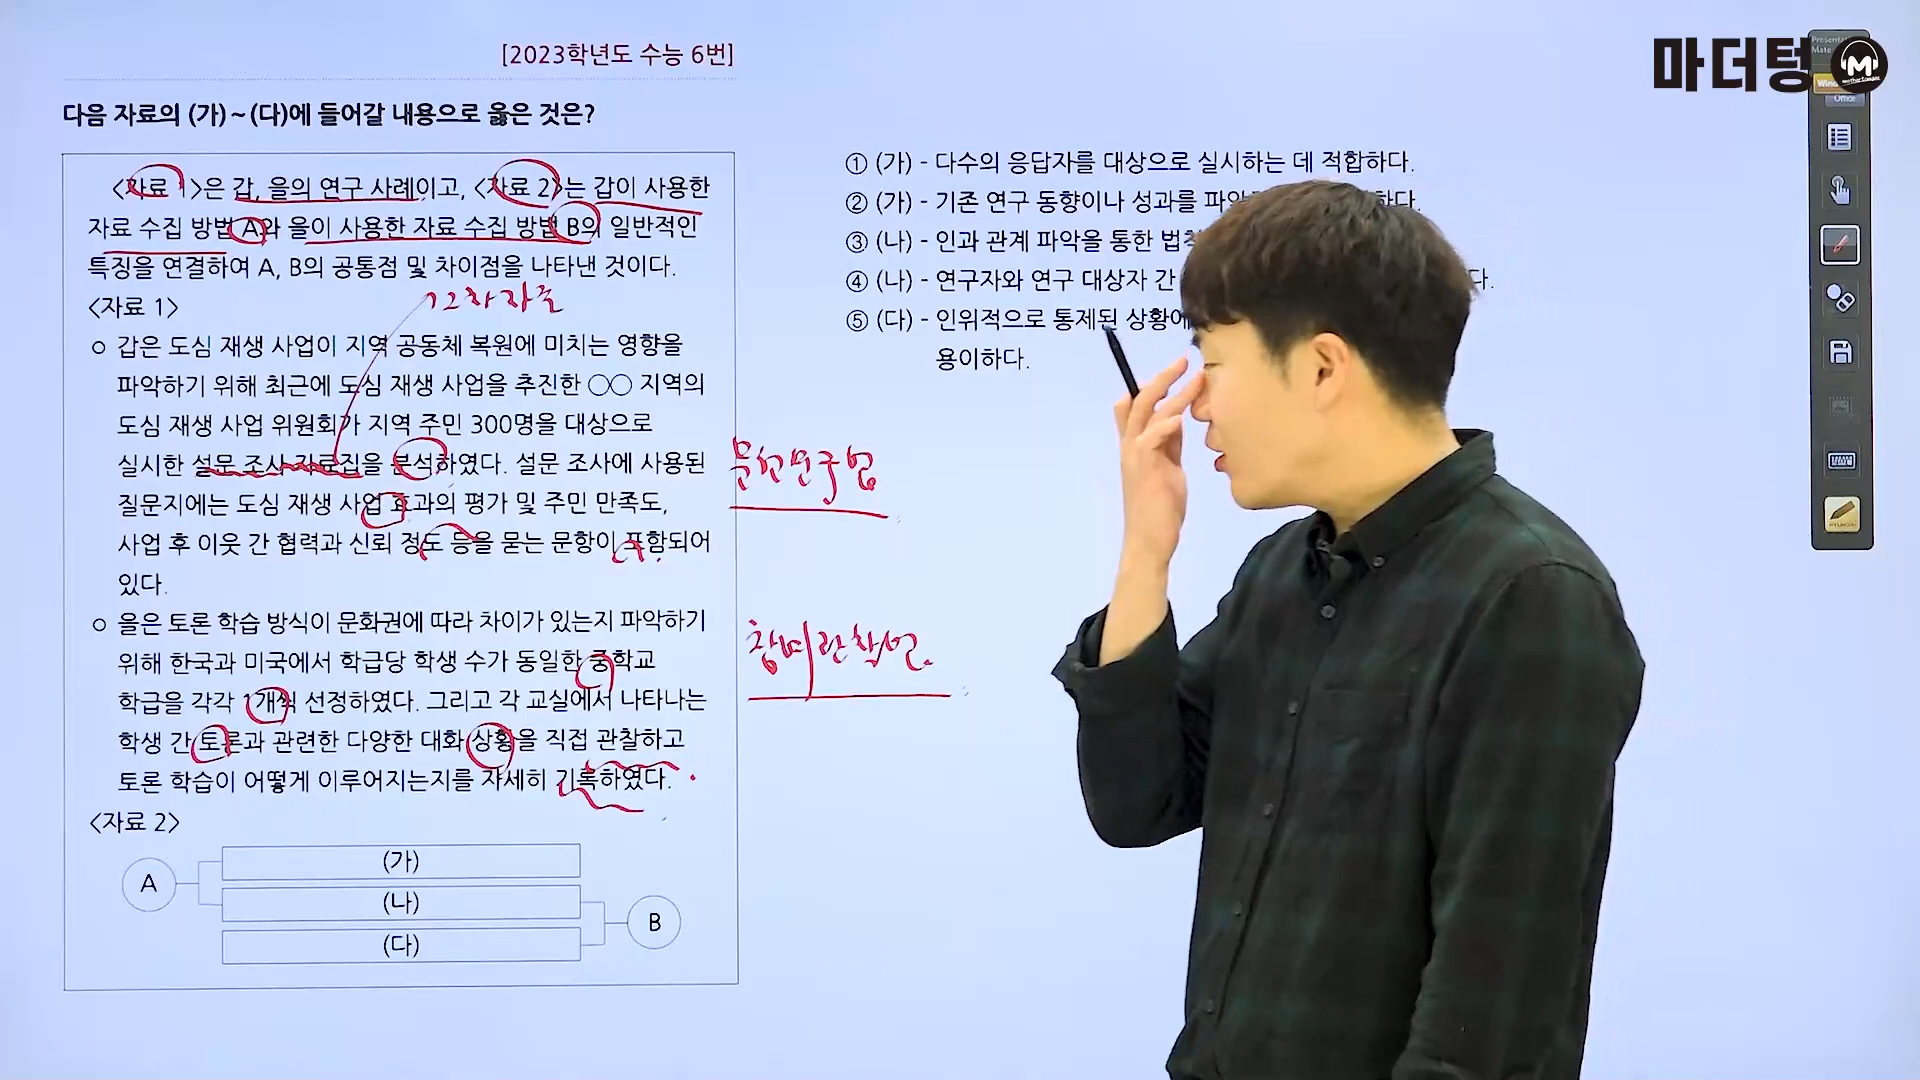 [2023학년도 수능 6번]
마더텅
다음 자료의 (가)~(다)에 들어갈 내용으로 옳은 것은?
<자료 1>은 갑, 을의 연구 사례이고, <자료 2>는 갑이 사용한
자료 수집 방법 A와 을이 사용한 자료 수집 방법 B의 일반적인
특징을 연결하여 A, B의 공통점 및 차이점을 나타낸 것이다.
<자료 1>
○ 갑은 도심 재생 사업이 지역 공동체 복원에 미치는 영향을
파악하기 위해 최근에 도심 재생 사업을 추진한 ○○ 지역의
도심 재생 사업 위원회가 지역 주민 300명을 대상으로
실시한 설문 조사 자료집을 분석하였다. 설문 조사에 사용된
질문지에는 도심 재생 사업 효과의 평가 및 주민 만족도,
사업 후 이웃 간 협력과 신뢰 정도 등을 묻는 문항이 포함되어
있다.
○ 을은 토론 학습 방식이 문화권에 따라 차이가 있는지 파악하기
위해 한국과 미국에서 학급당 학생 수가 동일한 중학교
학급을 각각 1개씩 선정하였다. 그리고 각 교실에서 나타나는
학생 간 토론과 관련한 다양한 대화 상황을 직접 관찰하고
토론 학습이 어떻게 이루어지는지를 자세히 기록하였다.
<자료 2>
A
(가)
(나)
(다)
B
문헌연구법
참여관찰법
① (가) - 다수의 응답자를 대상으로 실시하는 데 적합하다.
② (가) - 기존 연구 동향이나 성과를 하다.
③ (나) - 인과 관계 파악을 통한
④ (나) - 연구자와 연구 대상자 간 다.
⑤ (다) - 인위적으로 통제된 상황에
용이하다.
M
Office